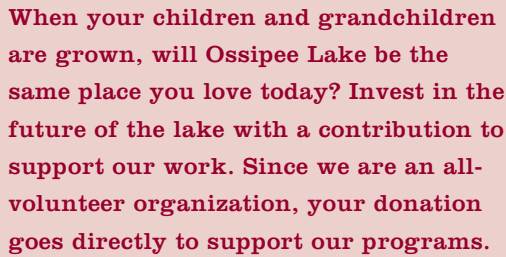 When your children and grandchildren
are grown, will Ossipee Lake be the
same place you love today? Invest in the
future of the lake with a contribution to
support our work. Since we are an all-
volunteer organization, your donation
goes directly to support our programs.